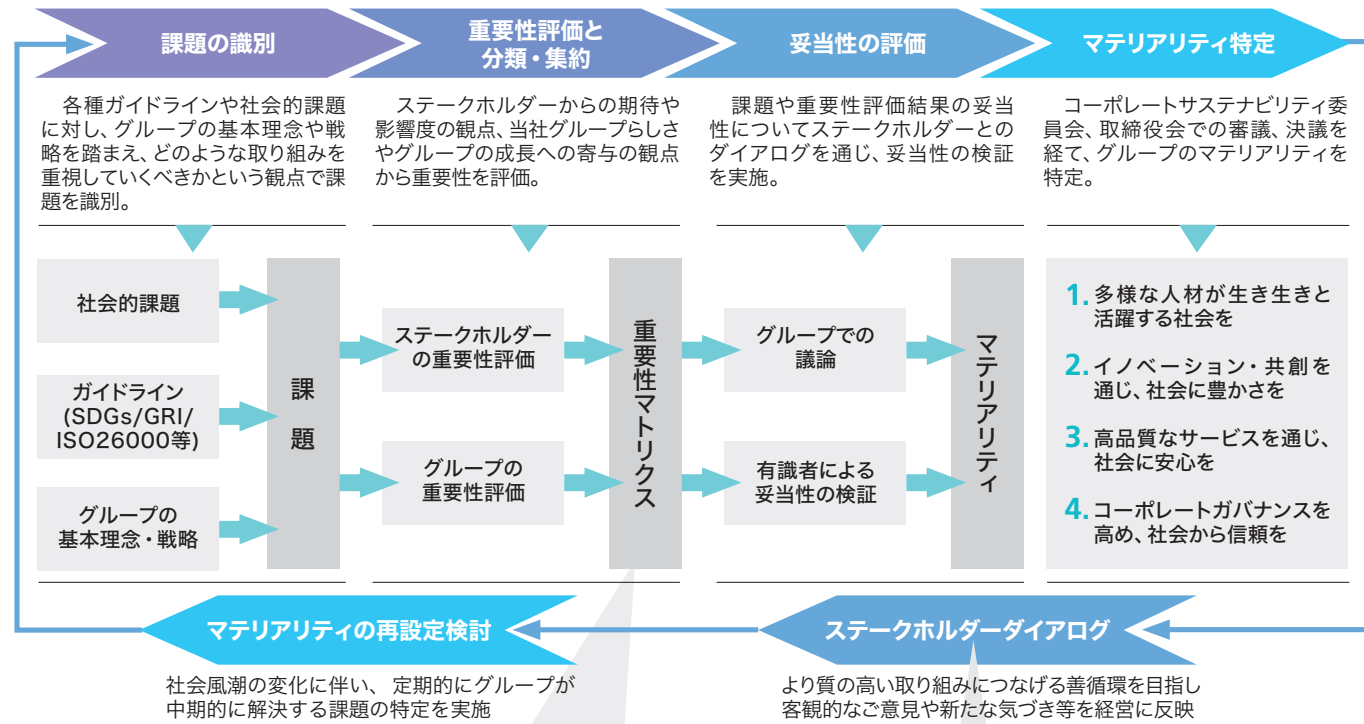 課題の識別
重要性評価と
分類・集約
妥当性の評価
マテリアリティ特定
各種ガイドラインや社会的課題
に対し、グループの基本理念や戦
略を踏まえ、どのような取り組みを
重視していくべきかという観点で課
題を識別。
ステークホルダーからの期待や
影響度の観点、当社グループらしさ
やグループの成長への寄与の観点
から重要性を評価。
課題や重要性評価結果の妥当
性についてステークホルダーとの
ダイアログを通じ、妥当性の検証
を実施。
コーポレートサステナビリティ委
員会、取締役会での審議、決議を
経て、グループのマテリアリティを
特定。
社会的課題
ガイドライン
(SDGs/GRI/
ISO26000等)
グループの
基本理念・戦略
課題
ステークホルダー
の重要性評価
グループの
重要性評価
重要性マトリクス
グループでの
議論
有識者による
妥当性の検証
マテリアリティ
1. 多様な人材が生き生きと
活躍する社会を
2. イノベーション・共創を
通じ、社会に豊かさを
3. 高品質なサービスを通じ、
社会に安心を
4. コーポレートガバナンスを
高め、社会から信頼を
マテリアリティの再設定検討
社会風潮の変化に伴い、定期的にグループが
中期的に解決する課題の特定を実施
ステークホルダーダイアログ
より質の高い取り組みにつなげる善循環を目指し
客観的なご意見や新たな気づき等を経営に反映